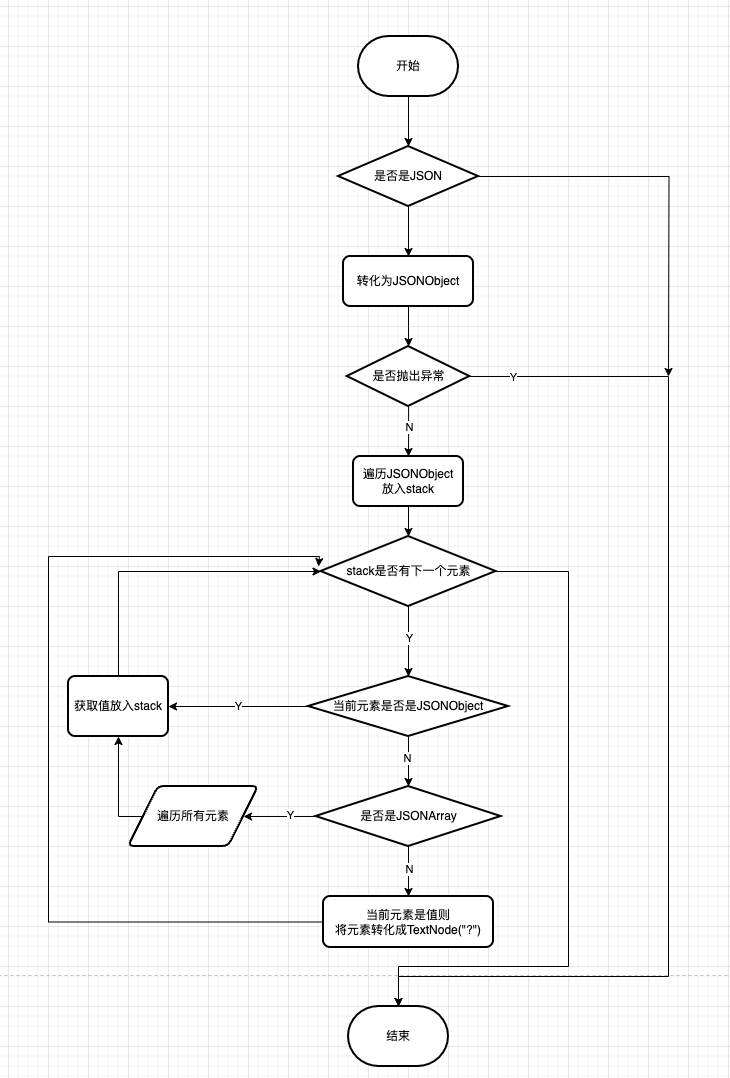 开始
是否是JSON
转化为JSONObject
是否抛出异常
Y
N
遍历JSONObject
放入stack
stack是否有下一个元素
Y
获取值放入stack
Y
当前元素是否是JSONObject
N
遍历所有元素
Y
是否是JSONArray
N
当前元素是值则
将元素转化成TextNode("?")
结束